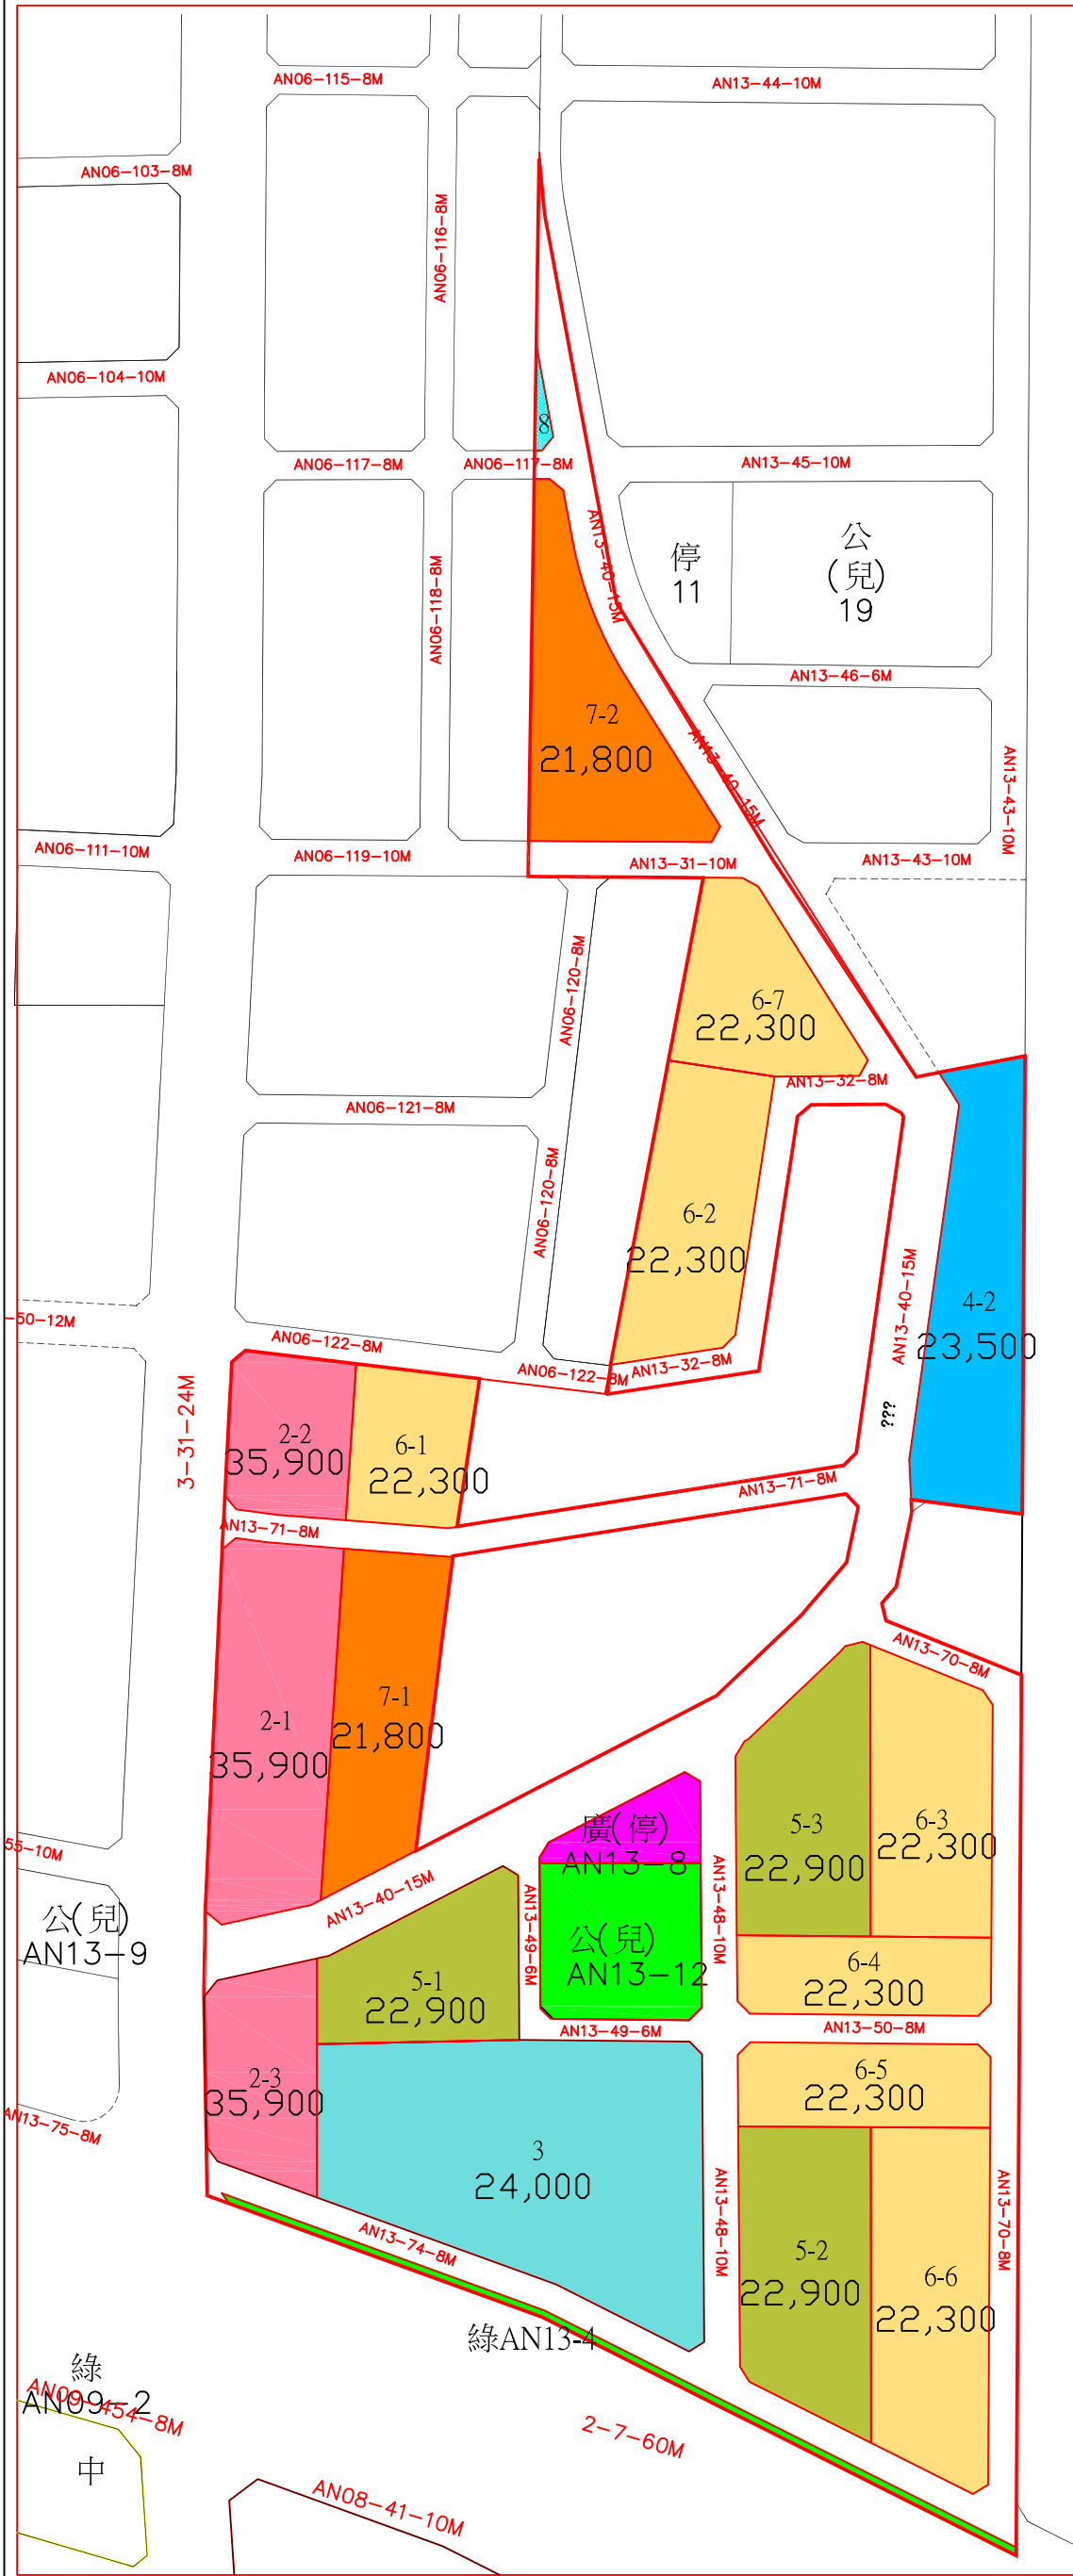 AN06-115-8M
AN13-44-10M
AN06-103-8M
AN06-116-8M
AN06-104-10M
8
AN06-117-8M
AN06-117-8M
AN13-45-10M
AN13-40-15M
停
11
公
(兒)
19
AN06-118-8M
AN13-46-6M
7-2
21,800
AN13-40-15M
AN13-43-10M
AN06-111-10M
AN06-119-10M
AN13-31-10M
AN13-43-10M
AN06-120-8M
6-7
22,300
AN13-32-8M
AN06-121-8M
AN06-120-8M
6-2
22,300
AN13-40-15M
4-2
23,500
-50-12M
AN06-122-8M
AN06-122-8M
AN13-32-8M
3-31-24M
2-2
35,900
6-1
22,300
???
AN13-71-8M
AN13-71-8M
AN13-70-8M
2-1
35,900
7-1
21,800
廣(停)
AN13-8
5-3
22,900
6-3
22,300
55-10M
AN13-40-15M
AN13-49-6M
AN13-48-10M
公(兒)
AN13-9
公(兒)
AN13-12
5-1
22,900
6-4
22,300
AN13-49-6M
AN13-50-8M
2-3
35,900
6-5
22,300
AN13-75-8M
3
24,000
AN13-48-10M
AN13-70-8M
AN13-74-8M
5-2
22,900
6-6
22,300
綠AN13-4
綠
AN09-2
AN09-454-8M
2-7-60M
中
AN08-41-10M